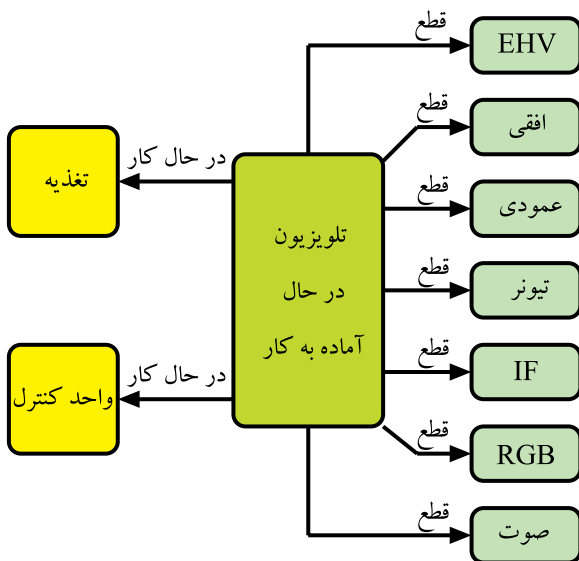 قطع
EHV
قطع
افقی
قطع
عمودی
قطع
تیونر
قطع
IF
قطع
RGB
قطع
صوت
تلویزیون
در حال
آماده به کار
در حال کار
تغذیه
در حال کار
واحد کنترل